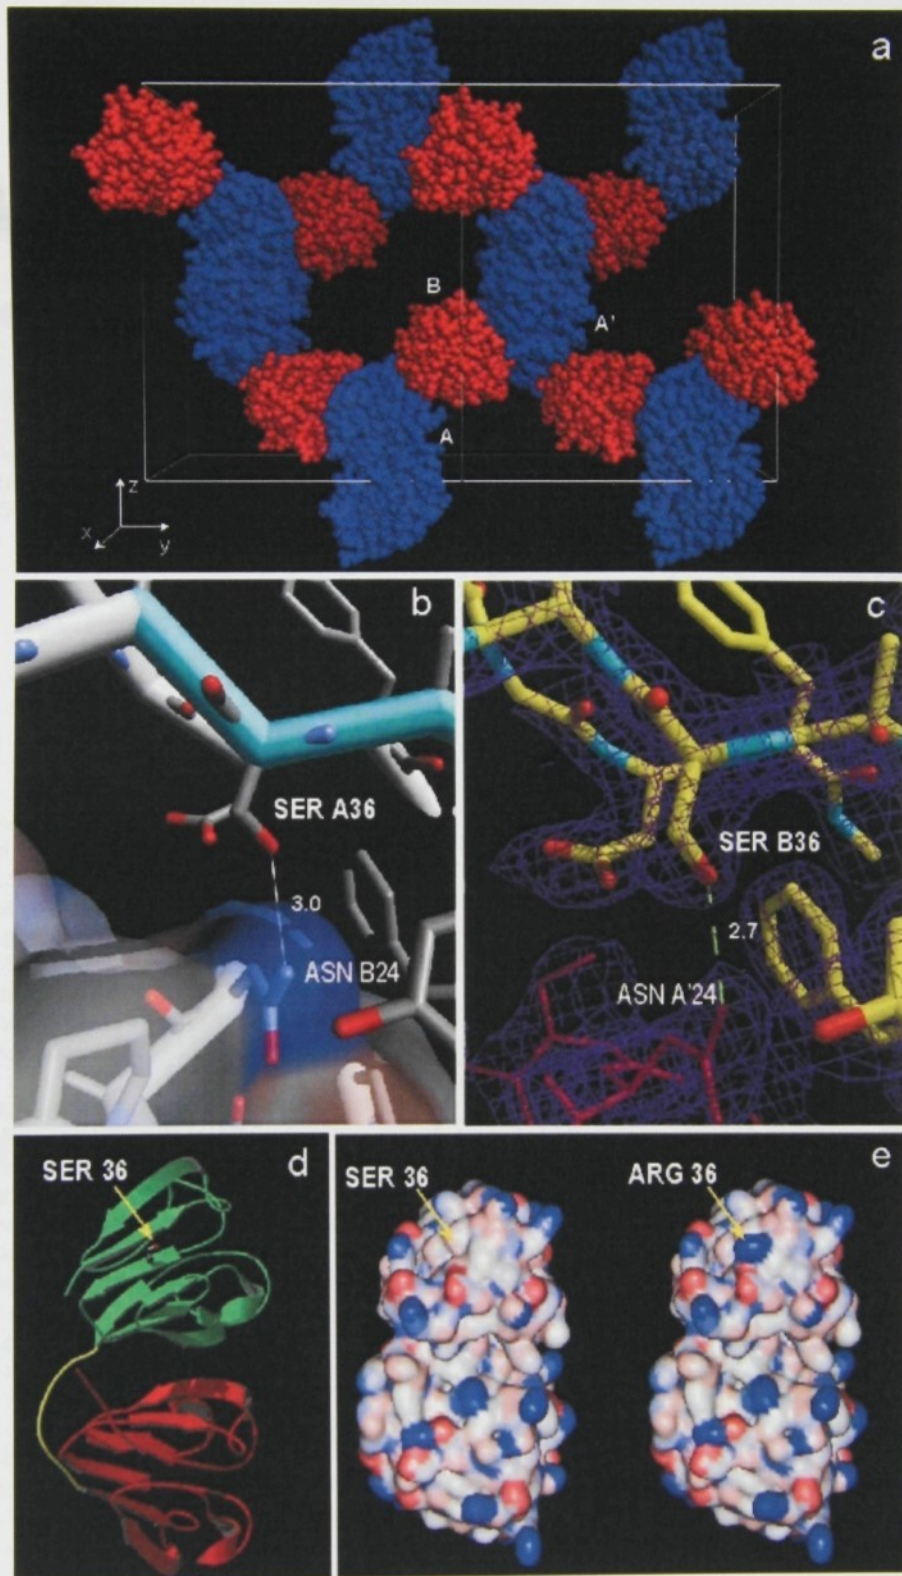 a
B
A'
A
z
x
y
b
SER A36
3.0
ASN B24
c
SER B36
2.7
ASN A'24
d
SER 36
e
SER 36
ARG 36